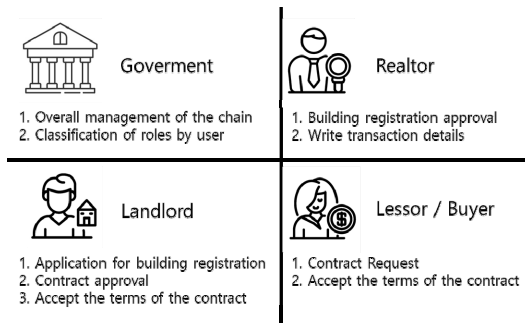 Goverment
1. Overall management of the chain
2. Classification of roles by user
Realtor
1. Building registration approval
2. Write transaction details
Landlord
1. Application for building registration
2. Contract approval
3. Accept the terms of the contract
Lessor / Buyer
$
1. Contract Request
2. Accept the terms of the contract